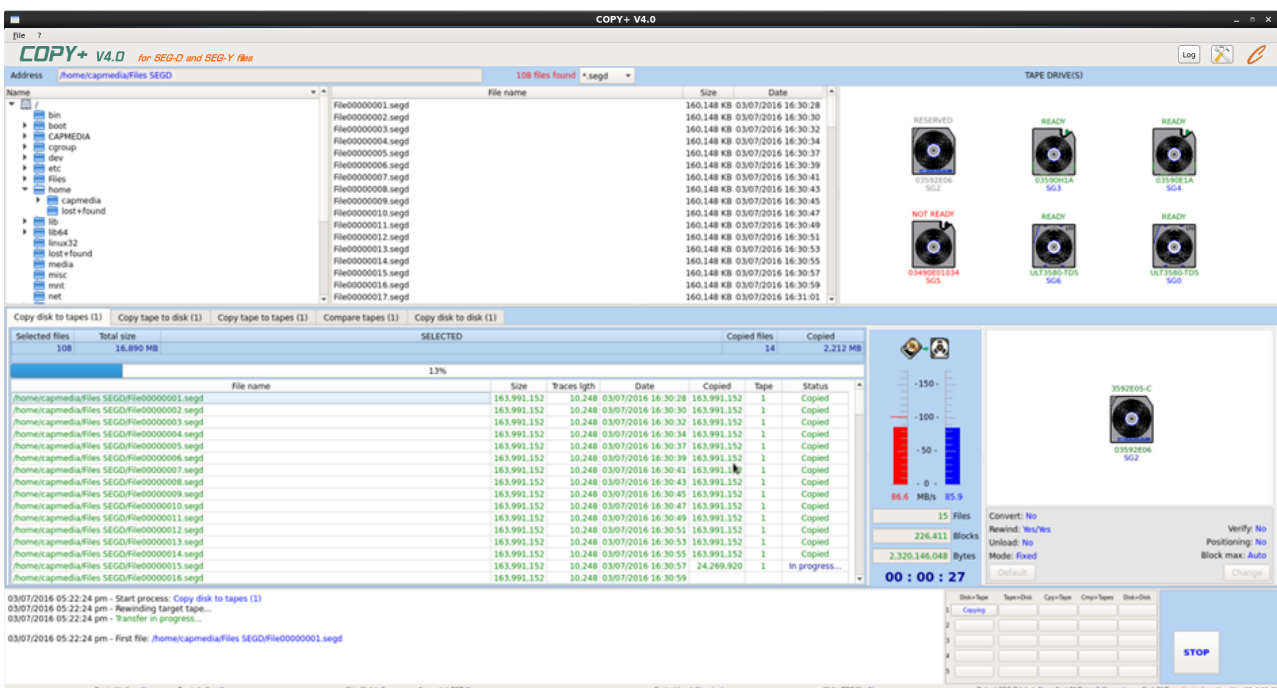 COPY+ V4.0
File ?
COPY+ V4.0 for SEG-D and SEG-Y files
Log
Address /home/capmedia/Files SEGD 108 files found *.segd TAPE DRIVE(S)
Name File name Size Date
/
bin
boot
CAPMEDIA
cgroup
dev
etc
Files
home
capmedia
lost+found
lib
lib64
linux32
lost+found
media
misc
mnt
net
File00000001.segd 160,148 KB 03/07/2016 16:30:28
File00000002.segd 160,148 KB 03/07/2016 16:30:30
File00000003.segd 160,148 KB 03/07/2016 16:30:32
File00000004.segd 160,148 KB 03/07/2016 16:30:34
File00000005.segd 160,148 KB 03/07/2016 16:30:37
File00000006.segd 160,148 KB 03/07/2016 16:30:39
File00000007.segd 160,148 KB 03/07/2016 16:30:41
File00000008.segd 160,148 KB 03/07/2016 16:30:43
File00000009.segd 160,148 KB 03/07/2016 16:30:45
File00000010.segd 160,148 KB 03/07/2016 16:30:47
File00000011.segd 160,148 KB 03/07/2016 16:30:49
File00000012.segd 160,148 KB 03/07/2016 16:30:51
File00000013.segd 160,148 KB 03/07/2016 16:30:53
File00000014.segd 160,148 KB 03/07/2016 16:30:55
File00000015.segd 160,148 KB 03/07/2016 16:30:57
File00000016.segd 160,148 KB 03/07/2016 16:30:59
File00000017.segd 160,148 KB 03/07/2016 16:31:01
RESERVED READY READY
03592E06 03590H1A 03590E1A
SG2 SG3 SG4
NOT READY READY READY
03490E01034 ULT3580-TD5 ULT3580-TD5
SG5 SG6 SG0
Copy disk to tapes (1) Copy tape to disk (1) Copy tape to tapes (1) Compare tapes (1) Copy disk to disk (1)
Selected files Total size SELECTED Copied files Copied
108 16,890 MB 14 2,212 MB
13%
File name Size Traces lgth Date Copied Tape Status
/home/capmedia/Files SEGD/File00000001.segd 163,991,152 10,248 03/07/2016 16:30:28 163,991,152 1 Copied
/home/capmedia/Files SEGD/File00000002.segd 163,991,152 10,248 03/07/2016 16:30:30 163,991,152 1 Copied
/home/capmedia/Files SEGD/File00000003.segd 163,991,152 10,248 03/07/2016 16:30:32 163,991,152 1 Copied
/home/capmedia/Files SEGD/File00000004.segd 163,991,152 10,248 03/07/2016 16:30:34 163,991,152 1 Copied
/home/capmedia/Files SEGD/File00000005.segd 163,991,152 10,248 03/07/2016 16:30:37 163,991,152 1 Copied
/home/capmedia/Files SEGD/File00000006.segd 163,991,152 10,248 03/07/2016 16:30:39 163,991,152 1 Copied
/home/capmedia/Files SEGD/File00000007.segd 163,991,152 10,248 03/07/2016 16:30:41 1 Copied
/home/capmedia/Files SEGD/File00000008.segd 163,991,152 10,248 03/07/2016 16:30:43 163,991,152 1 Copied
/home/capmedia/Files SEGD/File00000009.segd 163,991,152 10,248 03/07/2016 16:30:45 163,991,152 1 Copied
/home/capmedia/Files SEGD/File00000010.segd 163,991,152 10,248 03/07/2016 16:30:47 163,991,152 1 Copied
/home/capmedia/Files SEGD/File00000011.segd 163,991,152 10,248 03/07/2016 16:30:49 163,991,152 1 Copied
/home/capmedia/Files SEGD/File00000012.segd 163,991,152 10,248 03/07/2016 16:30:51 163,991,152 1 Copied
/home/capmedia/Files SEGD/File00000013.segd 163,991,152 10,248 03/07/2016 16:30:53 163,991,152 1 Copied
/home/capmedia/Files SEGD/File00000014.segd 163,991,152 10,248 03/07/2016 16:30:55 163,991,152 1 Copied
/home/capmedia/Files SEGD/File00000015.segd 163,991,152 10,248 03/07/2016 16:30:57 24,269,920 1 In progress...
/home/capmedia/Files SEGD/File00000016.segd 163,991,152 10,248 03/07/2016 16:30:59
-150-
-100-
- 50 -
- 0 -
86.6 MB/s 85.9
15 Files
226,411 Blocks
2,320,146,048 Bytes
00 : 00 : 27
3592E05-C
03592E06
SG2
Convert: No
Rewind: Yes/Yes Verify: No
Unload: No Positioning: No
Mode: Fixed Block max: Auto
Default Change
03/07/2016 05:22:24 pm - Start process: Copy disk to tapes (1)
03/07/2016 05:22:24 pm - Rewinding target tape...
03/07/2016 05:22:24 pm - Transfer in progress...
03/07/2016 05:22:24 pm - First file: /home/capmedia/Files SEGD/File00000001.segd
Disk>Tape Tape>Disk Cpy>Tape Cmp>Tapes Disk>Disk
1 Copying
2
3
4
5
STOP